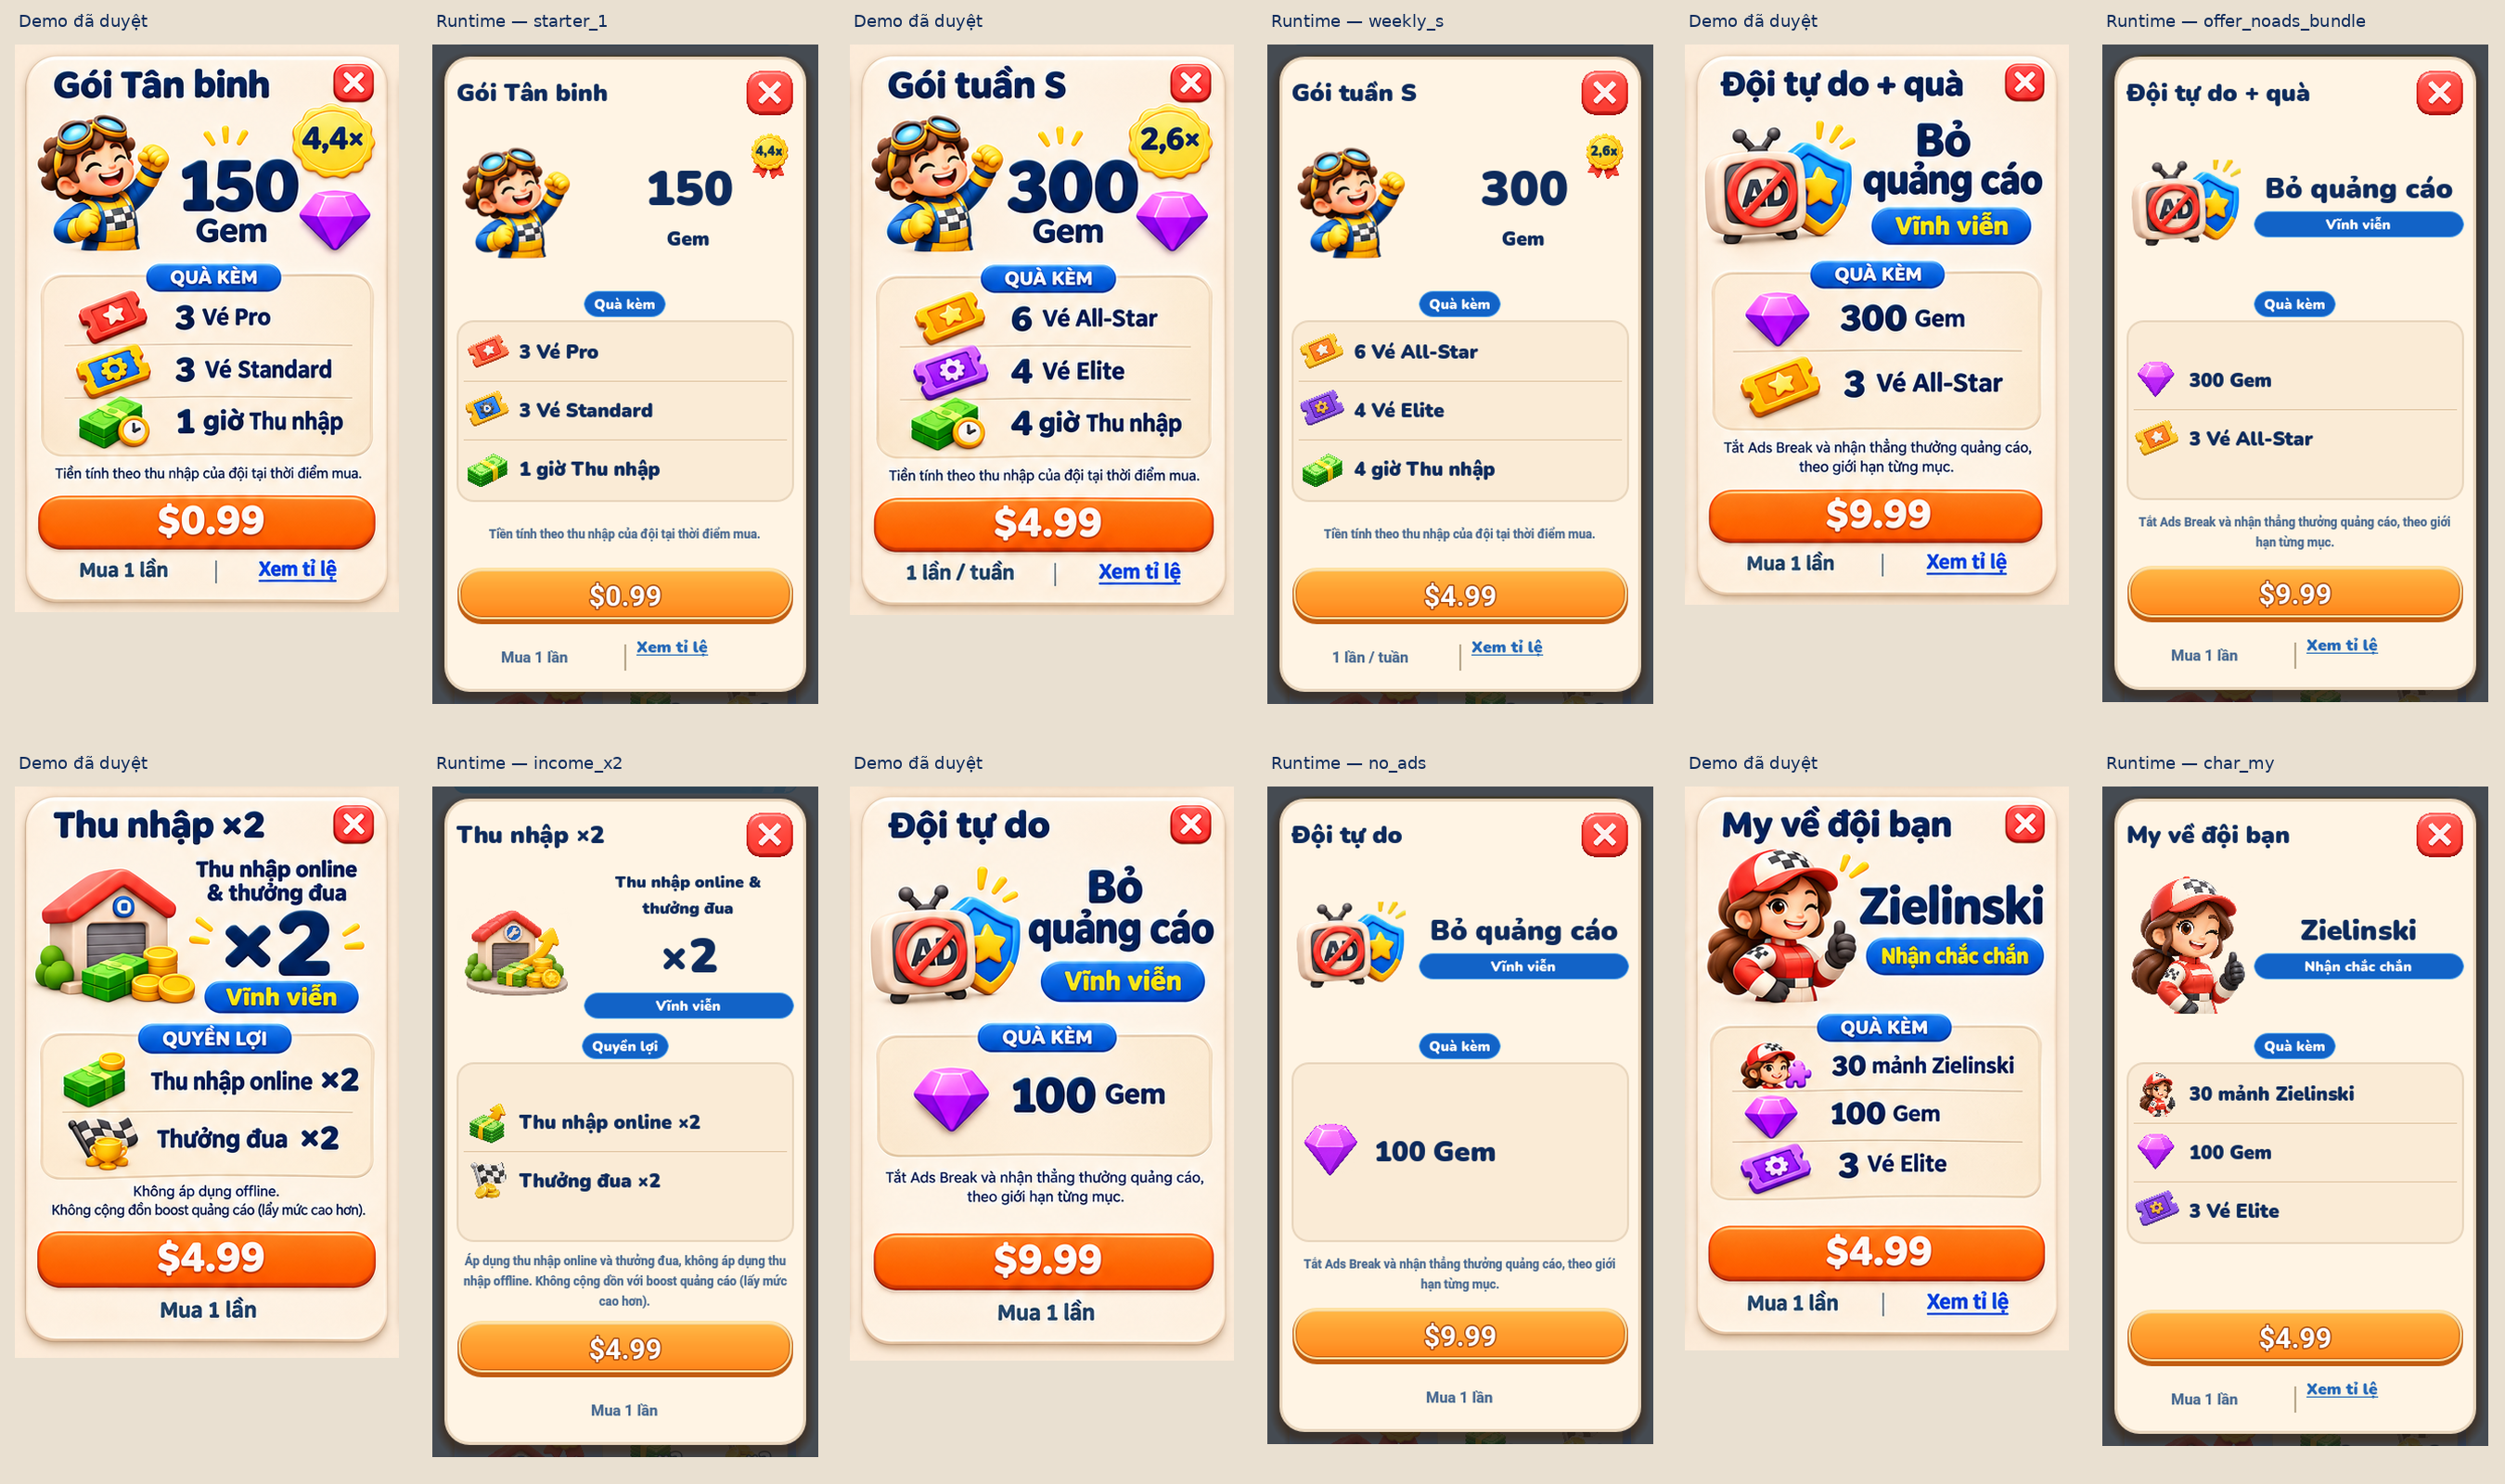 Demo đã duyệt
Gói Tân binh
4,4×
150
Gem
QUÀ KÈM
3 Vé Pro
3 Vé Standard
1 giờ Thu nhập
Tiền tính theo thu nhập của đội tại thời điểm mua.
$0.99
Mua 1 lần | Xem tỉ lệ
Runtime — starter_1
Gói Tân binh
4,4x
150
Gem
Quà kèm
3 Vé Pro
3 Vé Standard
1 giờ Thu nhập
Tiền tính theo thu nhập của đội tại thời điểm mua.
$0.99
Mua 1 lần | Xem tỉ lệ
Demo đã duyệt
Gói tuần S
2,6×
300
Gem
QUÀ KÈM
6 Vé All-Star
4 Vé Elite
4 giờ Thu nhập
Tiền tính theo thu nhập của đội tại thời điểm mua.
$4.99
1 lần / tuần | Xem tỉ lệ
Runtime — weekly_s
Gói tuần S
2,6x
300
Gem
Quà kèm
6 Vé All-Star
4 Vé Elite
4 giờ Thu nhập
Tiền tính theo thu nhập của đội tại thời điểm mua.
$4.99
1 lần / tuần | Xem tỉ lệ
Demo đã duyệt
Đội tự do + quà
AD
Bỏ
quảng cáo
Vĩnh viễn
QUÀ KÈM
300 Gem
3 Vé All-Star
Tắt Ads Break và nhận thẳng thưởng quảng cáo,
theo giới hạn từng mục.
$9.99
Mua 1 lần | Xem tỉ lệ
Runtime — offer_noads_bundle
Đội tự do + quà
AD
Bỏ quảng cáo
Vĩnh viễn
Quà kèm
300 Gem
3 Vé All-Star
Tắt Ads Break và nhận thẳng thưởng quảng cáo, theo giới
hạn từng mục.
$9.99
Mua 1 lần | Xem tỉ lệ
Demo đã duyệt
Thu nhập ×2
Thu nhập online
& thưởng đua
×2
Vĩnh viễn
QUYỀN LỢI
Thu nhập online ×2
Thưởng đua ×2
Không áp dụng offline.
Không cộng đồn boost quảng cáo (lấy mức cao hơn).
$4.99
Mua 1 lần
Runtime — income_x2
Thu nhập ×2
Thu nhập online &
thưởng đua
×2
Vĩnh viễn
Quyền lợi
Thu nhập online ×2
Thưởng đua ×2
Áp dụng thu nhập online và thưởng đua, không áp dụng thu
nhập offline. Không cộng dồn với boost quảng cáo (lấy mức
cao hơn).
$4.99
Mua 1 lần
Demo đã duyệt
Đội tự do
AD
Bỏ
quảng cáo
Vĩnh viễn
QUÀ KÈM
100 Gem
Tắt Ads Break và nhận thẳng thưởng quảng cáo,
theo giới hạn từng mục.
$9.99
Mua 1 lần
Runtime — no_ads
Đội tự do
AD
Bỏ quảng cáo
Vĩnh viễn
Quà kèm
100 Gem
Tắt Ads Break và nhận thẳng thưởng quảng cáo, theo giới
hạn từng mục.
$9.99
Mua 1 lần
Demo đã duyệt
My về đội bạn
Zielinski
Nhận chắc chắn
QUÀ KÈM
30 mảnh Zielinski
100 Gem
3 Vé Elite
$4.99
Mua 1 lần | Xem tỉ lệ
Runtime — char_my
My về đội bạn
Zielinski
Nhận chắc chắn
Quà kèm
30 mảnh Zielinski
100 Gem
3 Vé Elite
$4.99
Mua 1 lần | Xem tỉ lệ